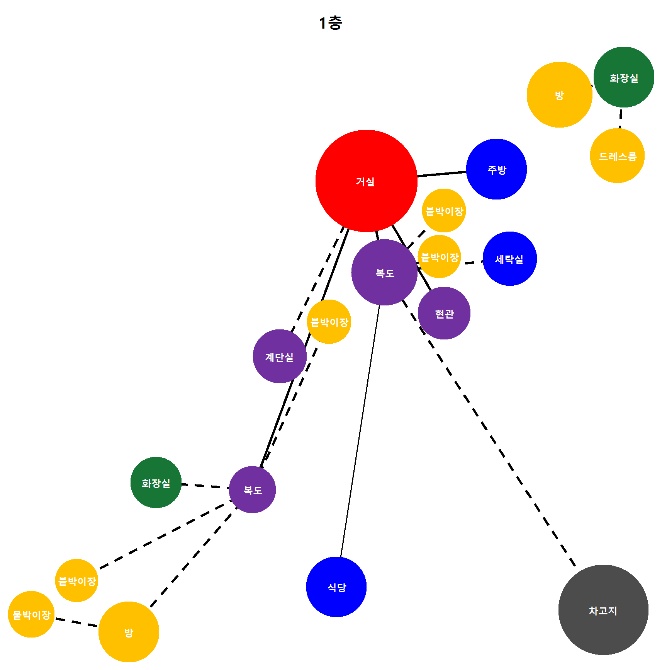 1층
화장실
방
드레스룸
주방
거실
붙박이장
붙박이장
세탁실
복도
현관
붙박이장
계단실
화장실
복도
붙박이장
식당
차고지
붙박이장
방